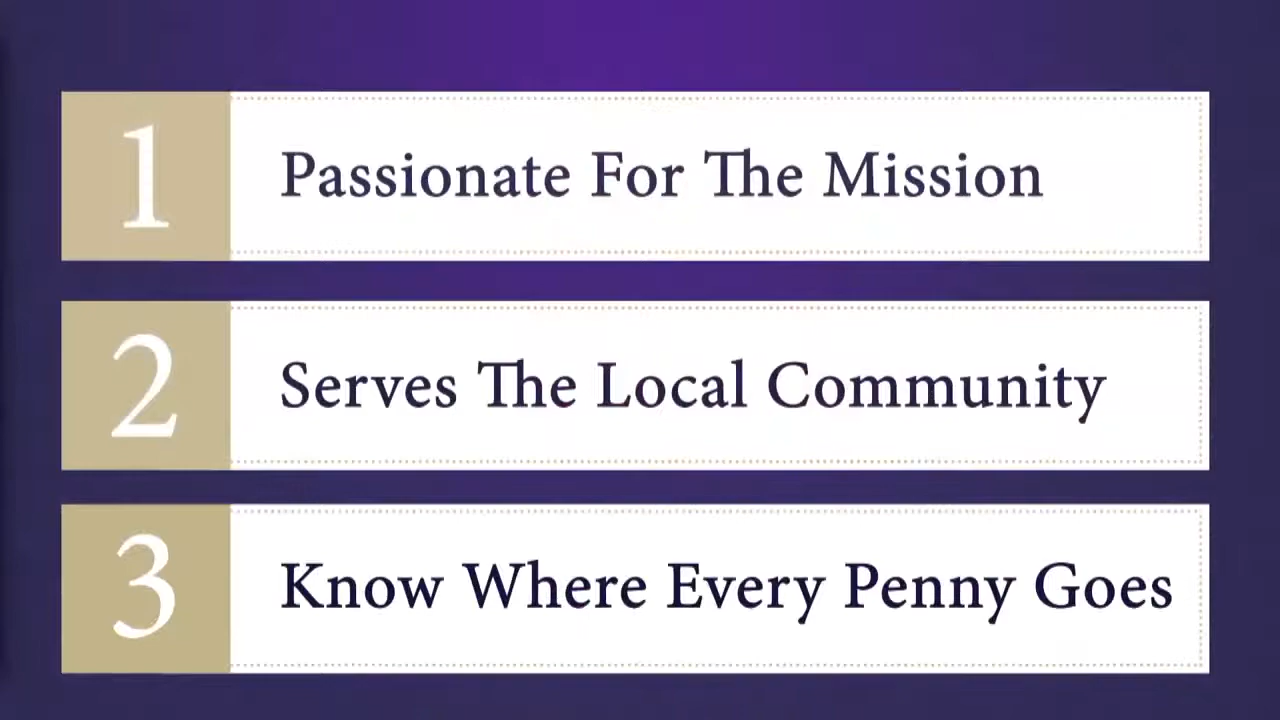 1
Passionate For The Mission
2
Serves The Local Community
3
Know Where Every Penny Goes